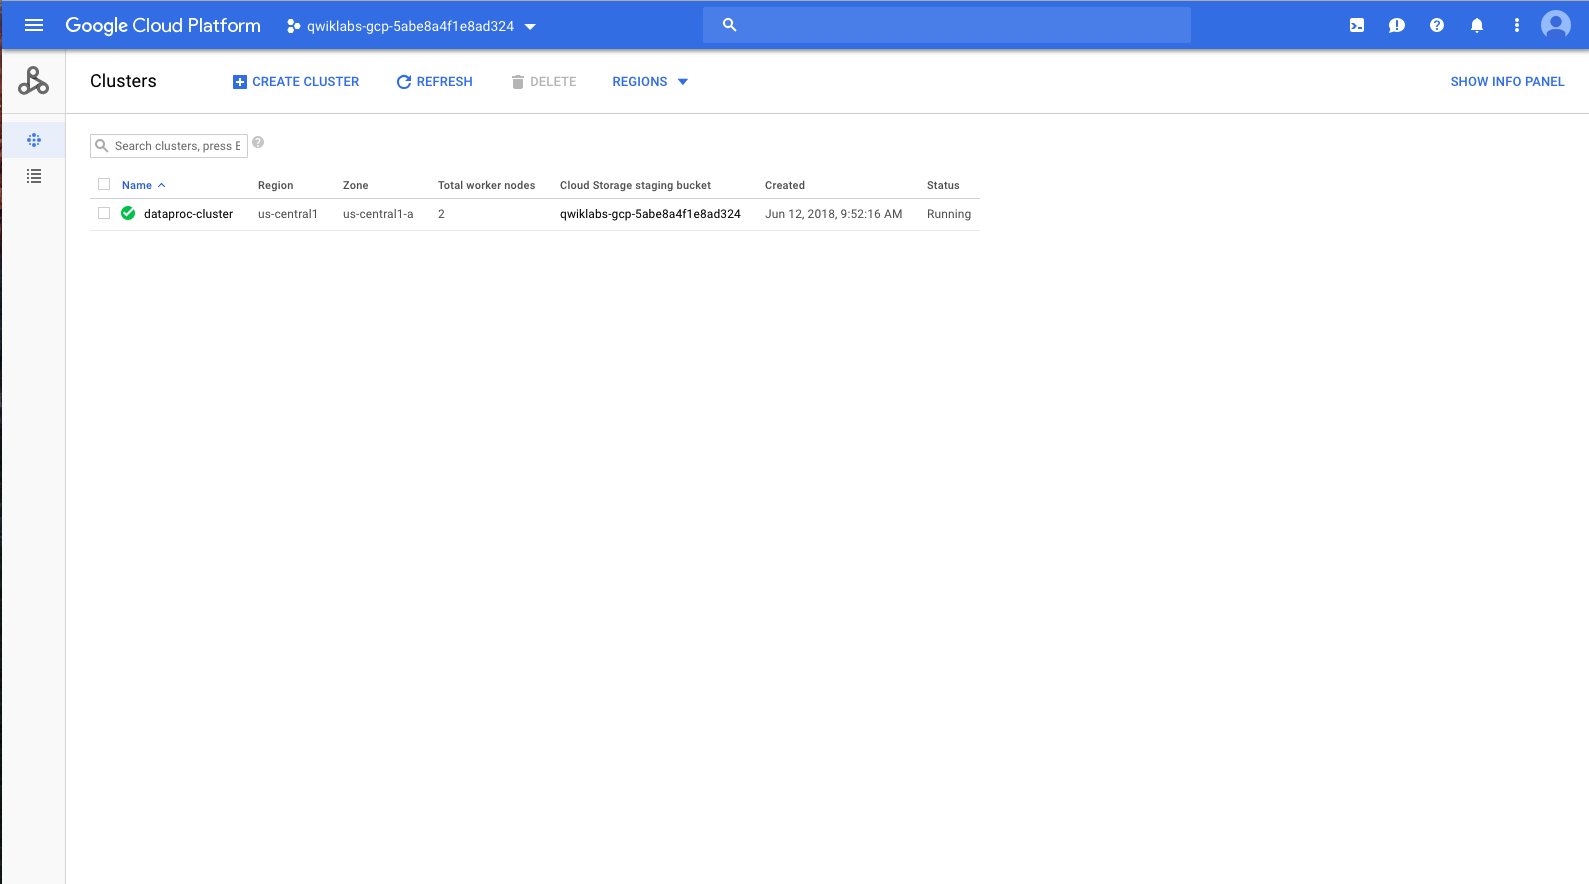 Google Cloud Platform qwiklabs-gcp-5abe8a4f1e8ad324
Clusters CREATE CLUSTER REFRESH DELETE REGIONS SHOW INFO PANEL
Search clusters, press E
Name Region Zone Total worker nodes Cloud Storage staging bucket Created Status
dataproc-cluster us-central1 us-central1-a 2 qwiklabs-gcp-5abe8a4f1e8ad324 Jun 12, 2018, 9:52:16 AM Running